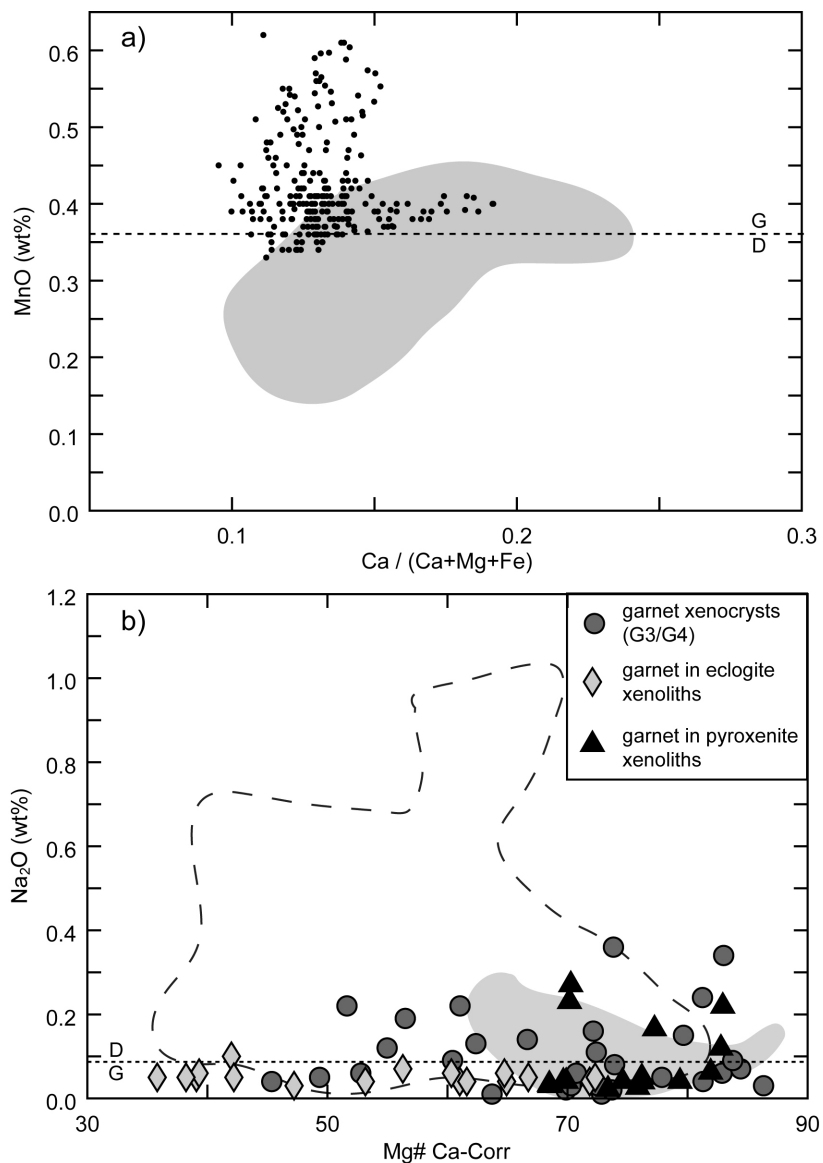 a)
0.6
0.5
0.4
0.3
0.2
0.1
0.0
MnO (wt%)
G
D
0.1 0.2 0.3
Ca / (Ca+Mg+Fe)
b)
1.2
1.0
0.8
0.6
0.4
0.2
0.0
Na₂O (wt%)
garnet xenocrysts
(G3/G4)
garnet in eclogite
xenoliths
garnet in pyroxenite
xenoliths
D
G
30 50 70 90
Mg# Ca-Corr